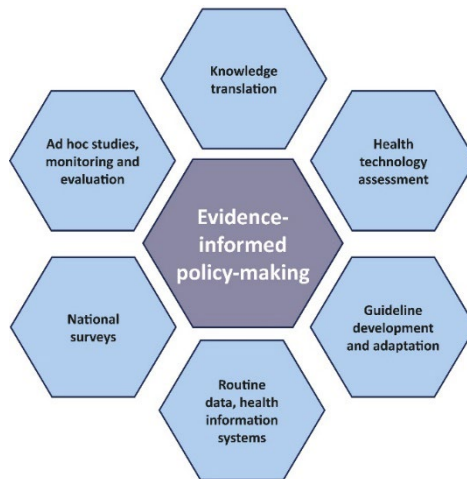 Knowledge
translation
Ad hoc studies,
monitoring and
evaluation
Health
technology
assessment
Evidence-
informed
policy-making
National
surveys
Guideline
development
and adaptation
Routine
data, health
information
systems